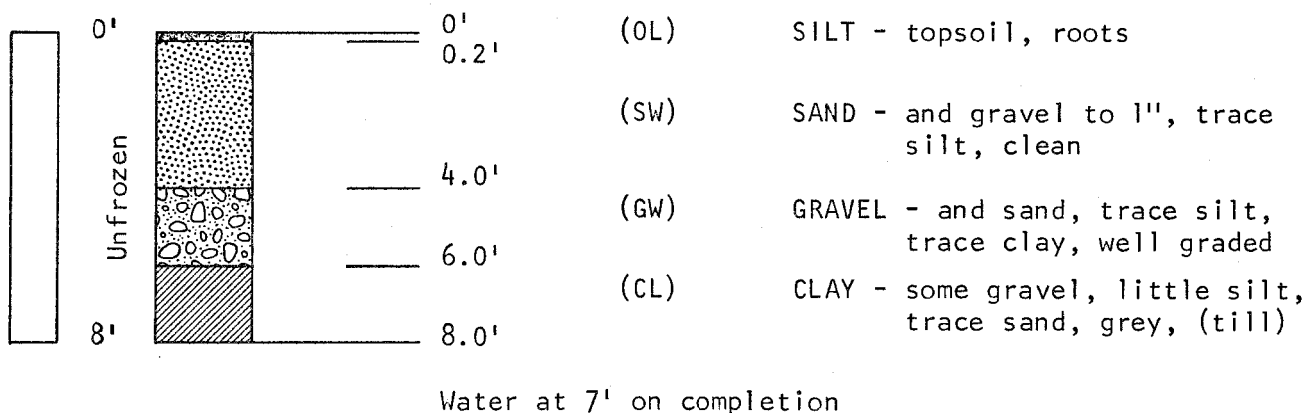 0' 0' (OL) SILT - topsoil, roots
0.2'
(SW) SAND - and gravel to 1", trace
silt, clean
4.0'
Unfrozen
(GW) GRAVEL - and sand, trace silt,
trace clay, well graded
6.0'
(CL) CLAY - some gravel, little silt,
trace sand, grey, (till)
8' 8.0'
Water at 7' on completion